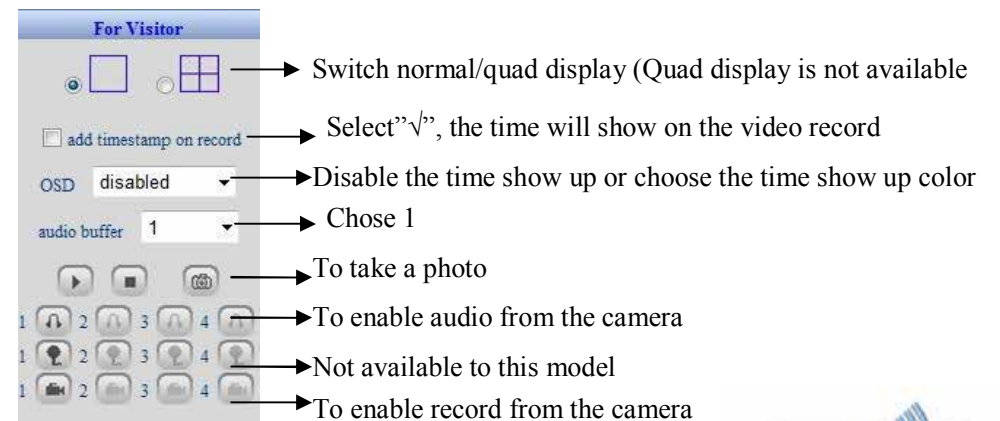 For Visitor
Switch normal/quad display (Quad display is not available
add timestamp on record
Select”√”, the time will show on the video record
OSD disabled
Disable the time show up or choose the time show up color
audio buffer 1
Chose 1
To take a photo
1 2 3 4
To enable audio from the camera
1 2 3 4
Not available to this model
1 2 3 4
To enable record from the camera